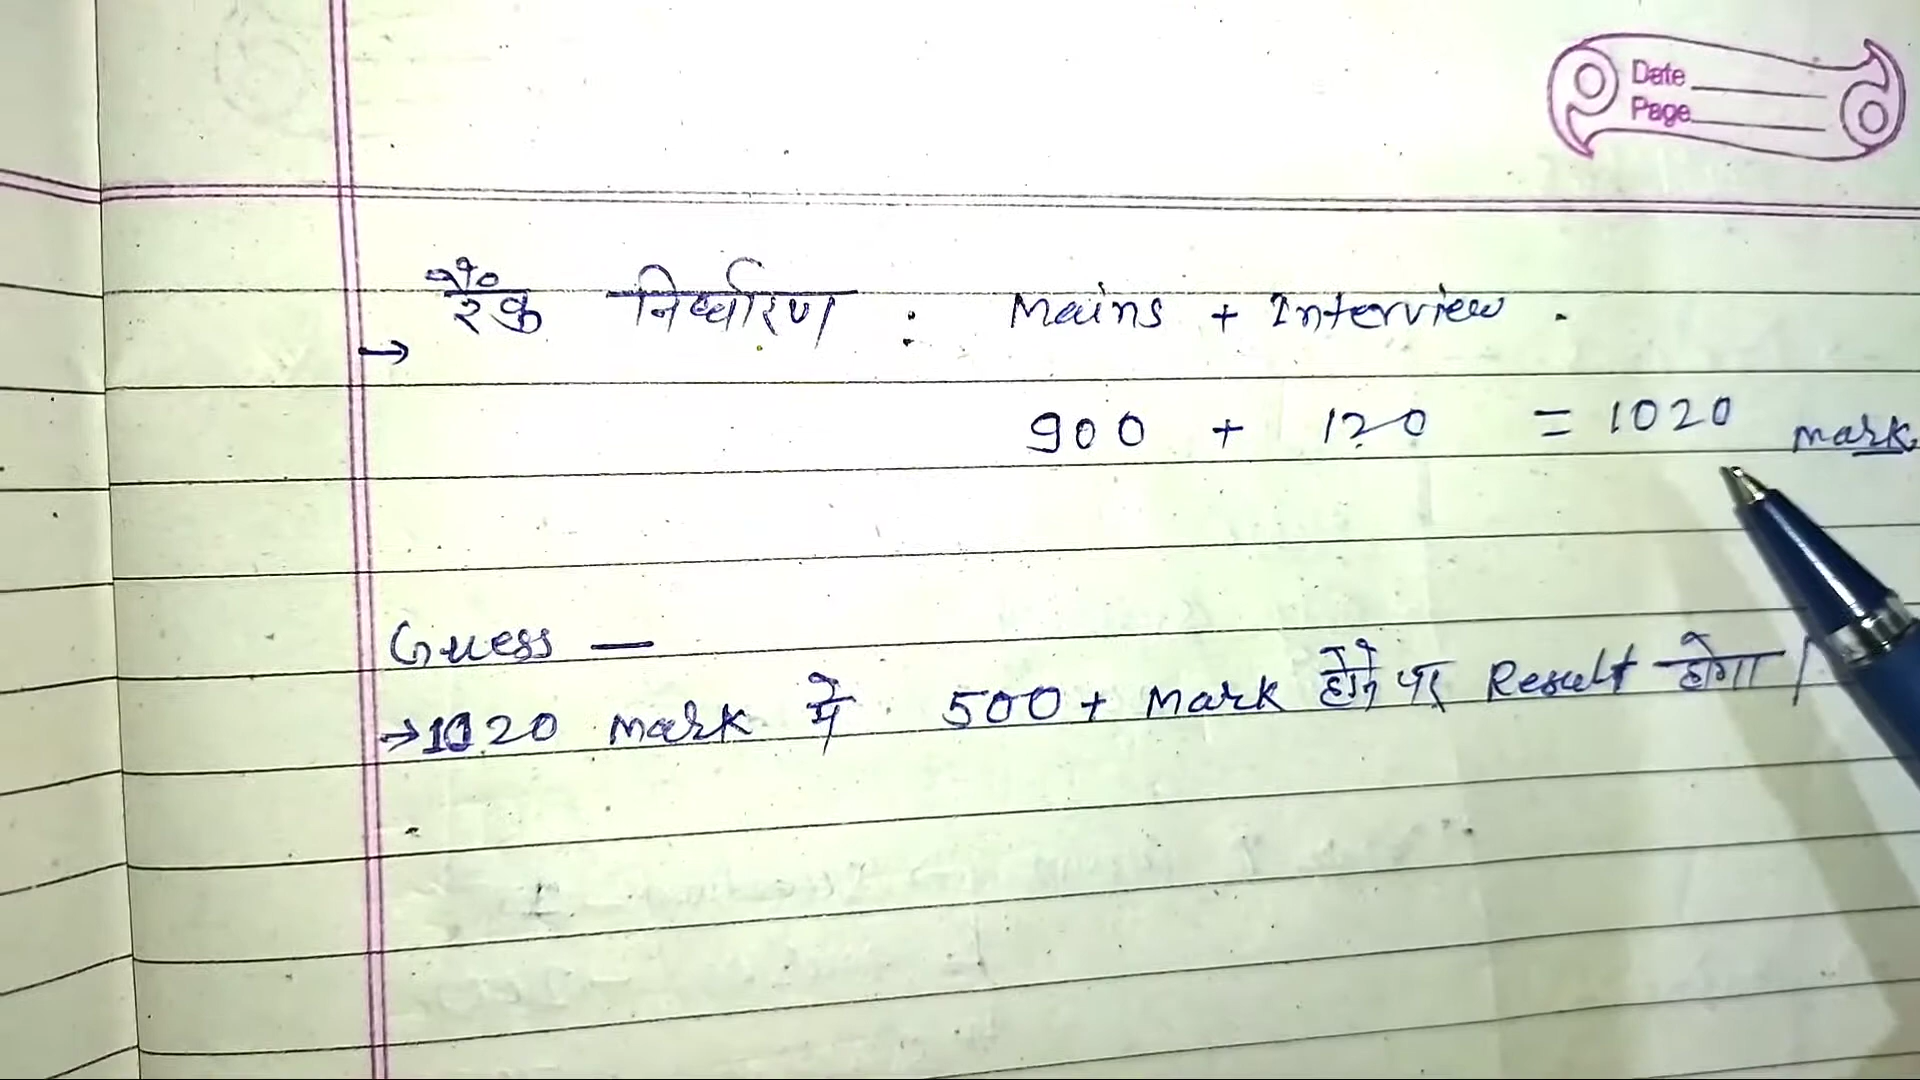 Date
Page
→ रैंक निर्धारण : Mains + Interview .
900 + 120 = 1020 mark
Guess —
→ 1020 mark में 500+ Mark होने पर Result होगा।